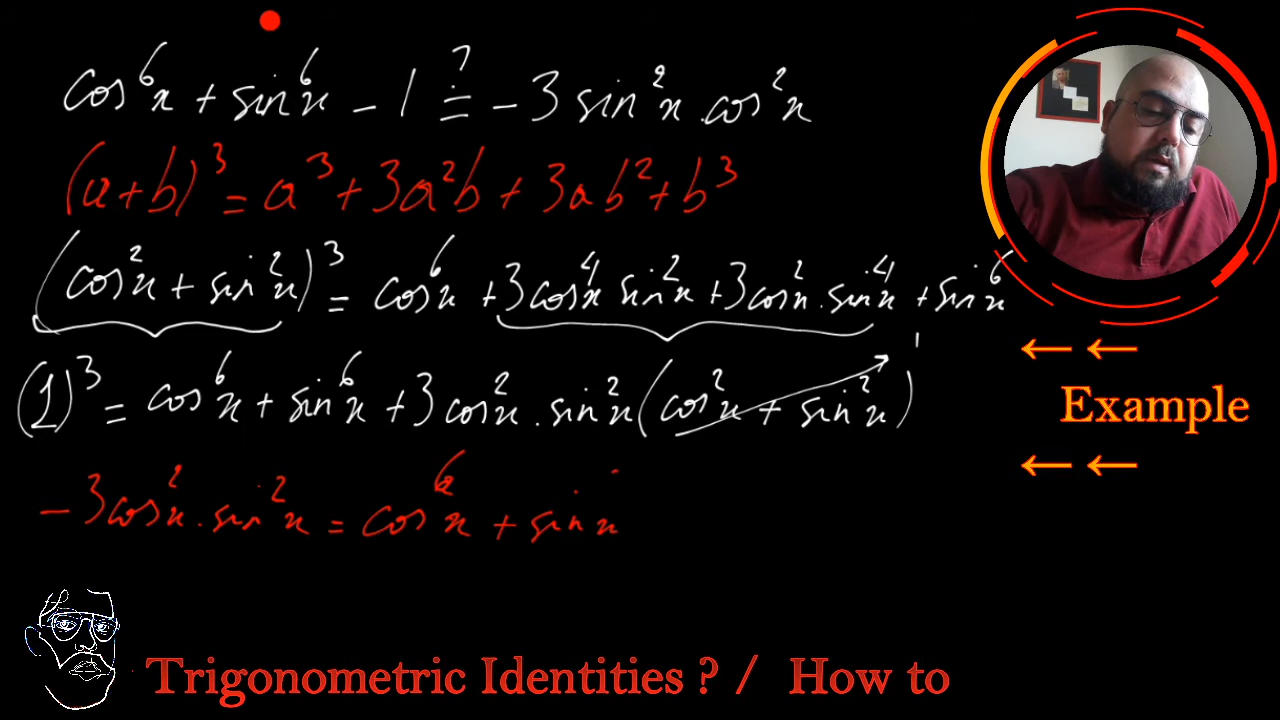 cos⁶x + sin⁶x - 1 ≟ - 3 sin²x . cos²x
(a+b)³ = a³ + 3a²b + 3ab² + b³
(cos²x + sin²x)³ = cos⁶x + 3cos⁴x sin²x + 3cos²x . sin⁴x + sin⁶x
(1)³ = cos⁶x + sin⁶x + 3 cos²x . sin²x (cos²x + sin²x) 1
- 3cos²x . sin²x = cos⁶x + sin x
← ←
Example
← ←
Trigonometric Identities ? / How to